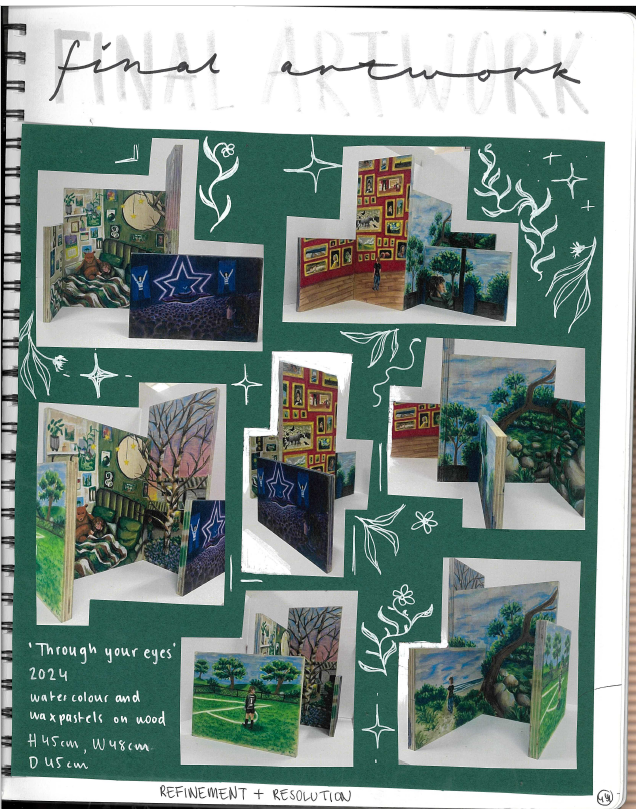 FINAL ARTWORK
final artwork
'Through your eyes'
2024
watercolour and
wax pastels on wood
H 45cm, W 48cm
D 45cm
REFINEMENT + RESOLUTION